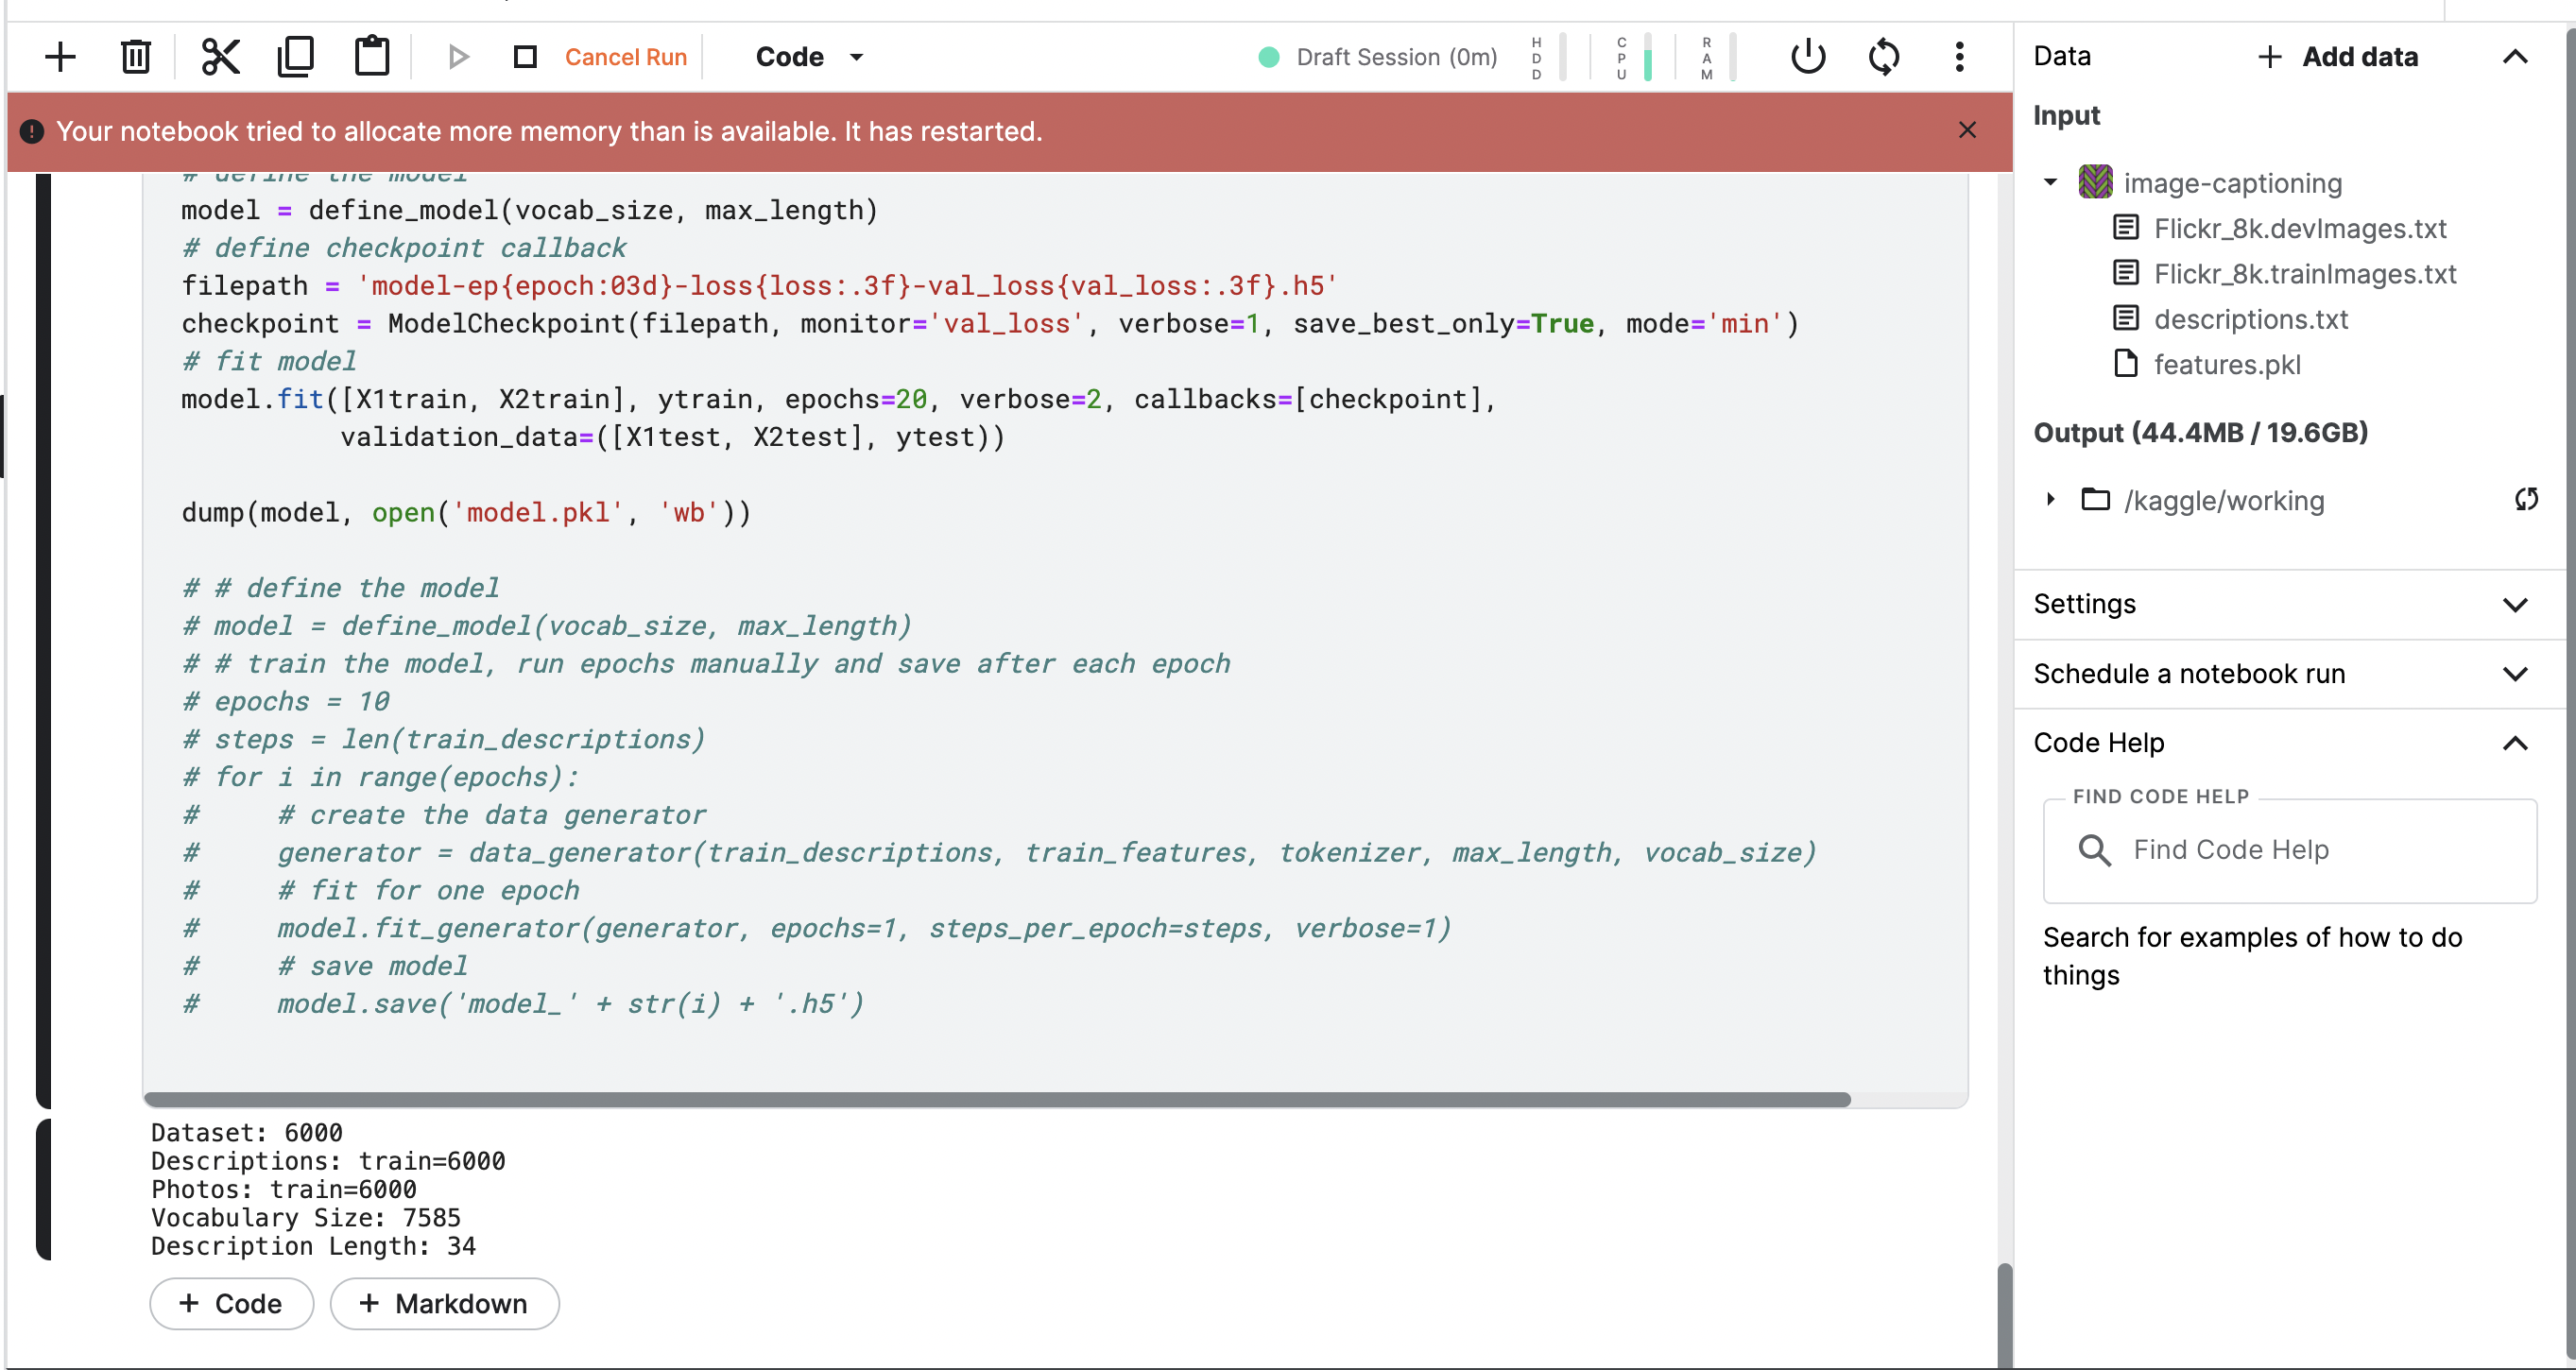 Cancel Run
Code
Draft Session (0m)
HDD
CPU
RAM
Your notebook tried to allocate more memory than is available. It has restarted.
# define the model
model = define_model(vocab_size, max_length)
# define checkpoint callback
filepath = 'model-ep{epoch:03d}-loss{loss:.3f}-val_loss{val_loss:.3f}.h5'
checkpoint = ModelCheckpoint(filepath, monitor='val_loss', verbose=1, save_best_only=True, mode='min')
# fit model
model.fit([X1train, X2train], ytrain, epochs=20, verbose=2, callbacks=[checkpoint],
validation_data=([X1test, X2test], ytest))
dump(model, open('model.pkl', 'wb'))
# # define the model
# model = define_model(vocab_size, max_length)
# # train the model, run epochs manually and save after each epoch
# epochs = 10
# steps = len(train_descriptions)
# for i in range(epochs):
#     # create the data generator
#     generator = data_generator(train_descriptions, train_features, tokenizer, max_length, vocab_size)
#     # fit for one epoch
#     model.fit_generator(generator, epochs=1, steps_per_epoch=steps, verbose=1)
#     # save model
#     model.save('model_' + str(i) + '.h5')
Dataset: 6000
Descriptions: train=6000
Photos: train=6000
Vocabulary Size: 7585
Description Length: 34
+ Code
+ Markdown
Data
+ Add data
Input
image-captioning
Flickr_8k.devImages.txt
Flickr_8k.trainImages.txt
descriptions.txt
features.pkl
Output (44.4MB / 19.6GB)
/kaggle/working
Settings
Schedule a notebook run
Code Help
FIND CODE HELP
Find Code Help
Search for examples of how to do
things